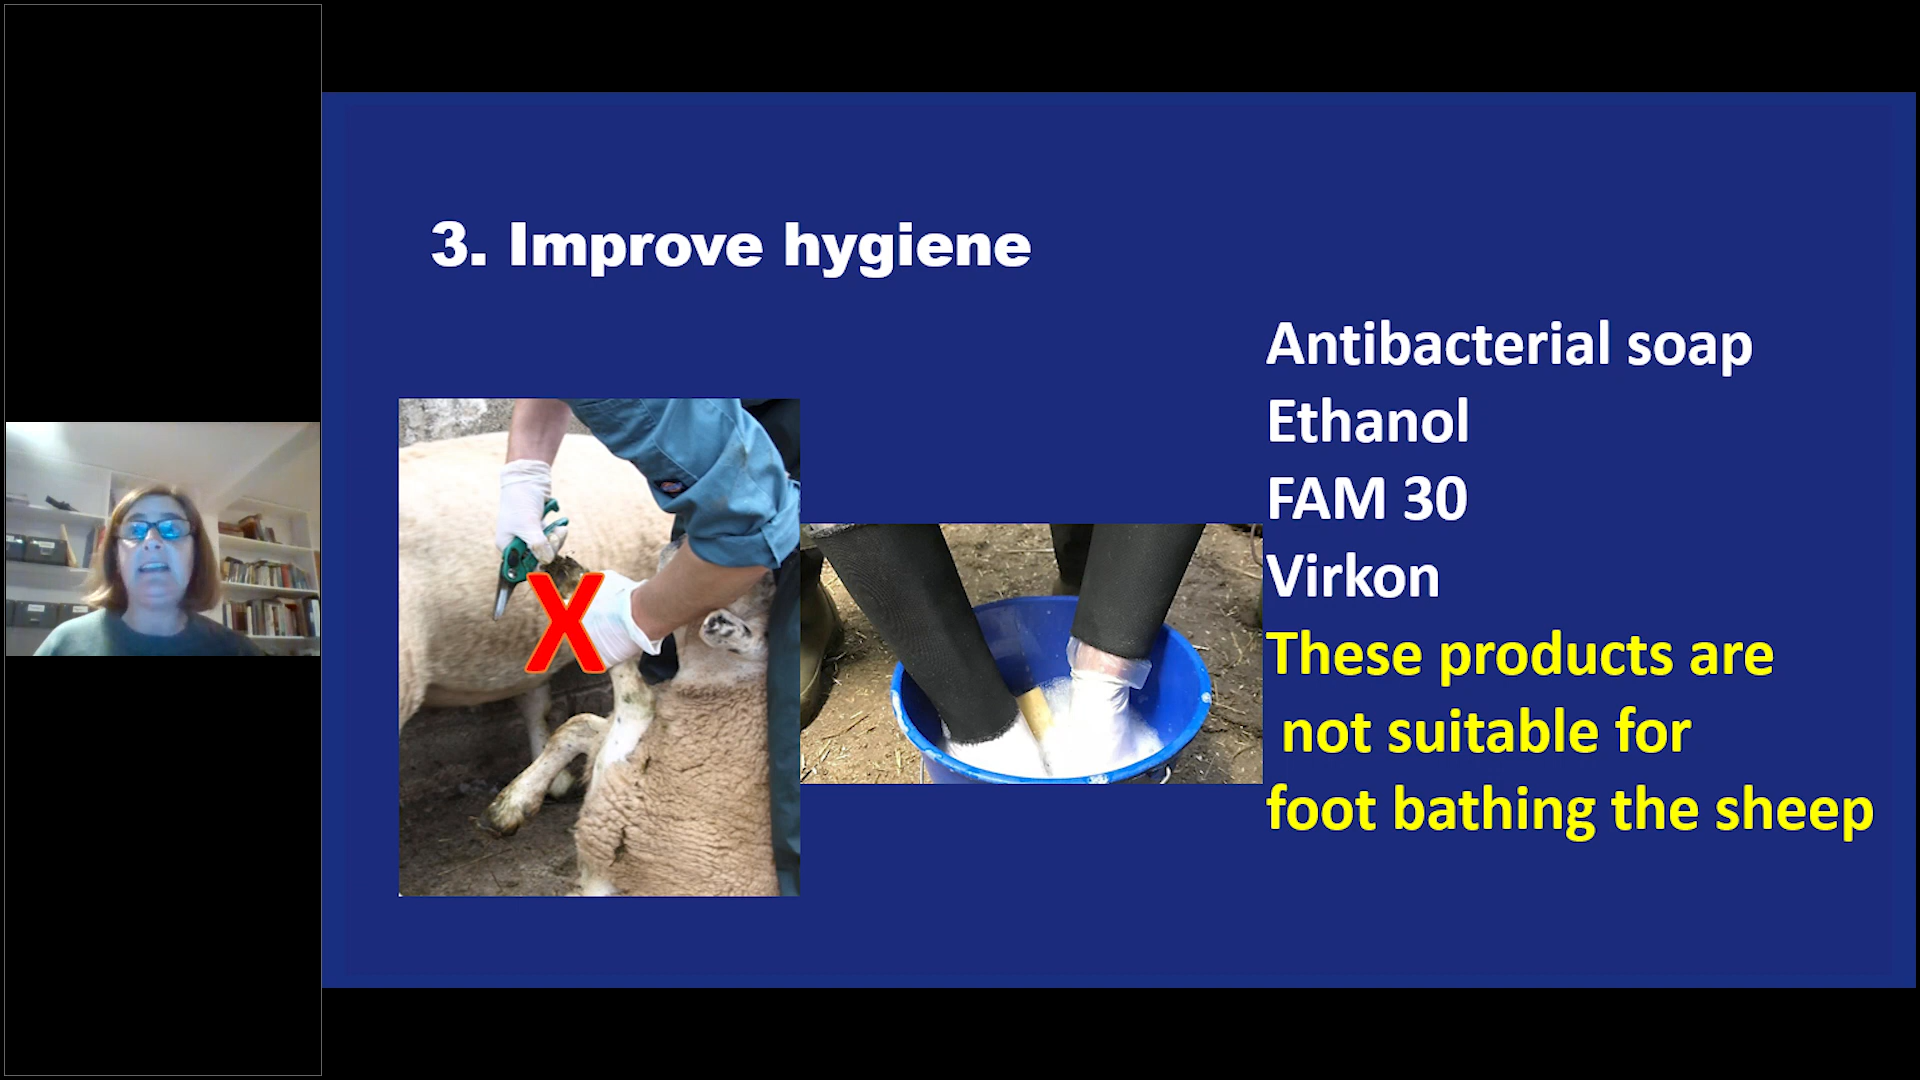 3. Improve hygiene
Antibacterial soap
Ethanol
FAM 30
Virkon
These products are
not suitable for
foot bathing the sheep
X